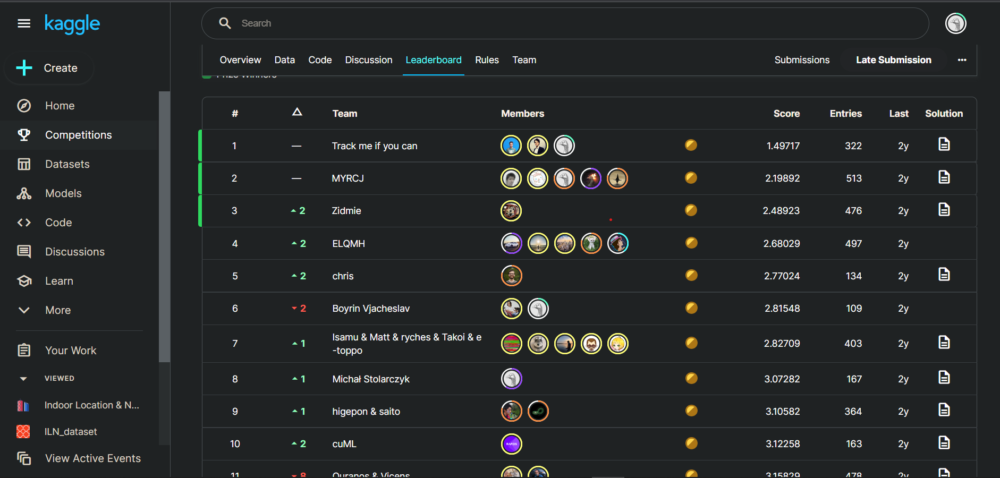 kaggle
Search
Create
Overview Data Code Discussion Leaderboard Rules Team Submissions Late Submission
Prize Winners
Home
Competitions
Datasets
Models
Code
Discussions
Learn
More
Your Work
VIEWED
Indoor Location & N...
ILN_dataset
View Active Events
# Team Members Score Entries Last Solution
1 — Track me if you can 1.49717 322 2y
2 — MYRCJ 2.19892 513 2y
3 2 Zidmie 2.48923 476 2y
4 2 ELQMH 2.68029 497 2y
5 2 chris 2.77024 134 2y
6 2 Boyrin Vjacheslav 2.81548 109 2y
7 1 Isamu & Matt & ryches & Takoi & e
-toppo 2.82709 403 2y
8 1 Michał Stolarczyk 3.07282 167 2y
9 1 higepon & saito 3.10582 364 2y
10 2 cuML RAPIDS 3.12258 163 2y
11 8 Ouranos & Vicens 3.15829 478 2y